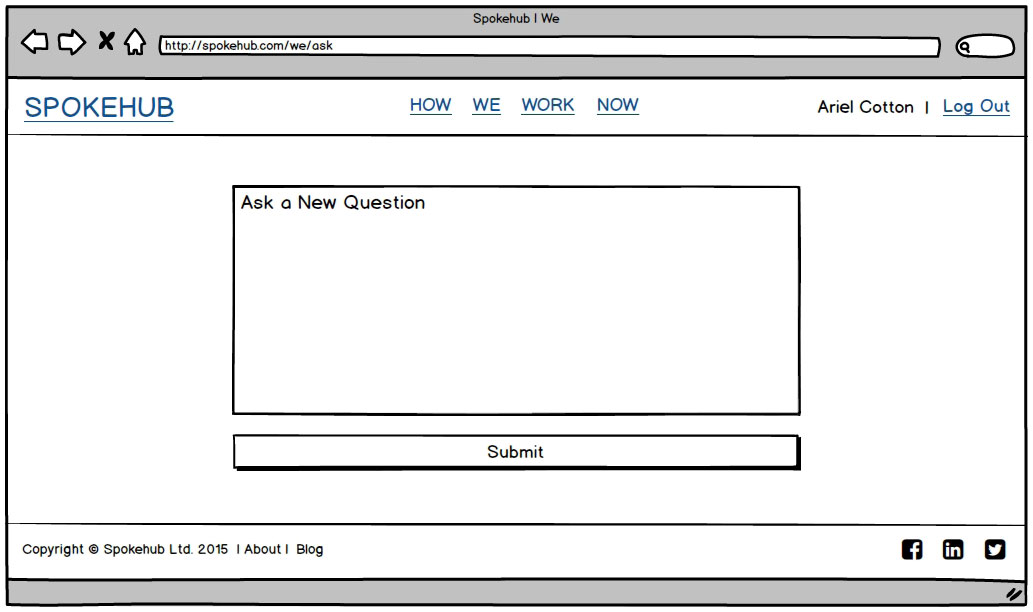 Spokehub | We
http://spokehub.com/we/ask
SPOKEHUB HOW WE WORK NOW Ariel Cotton | Log Out
Ask a New Question
Submit
Copyright © Spokehub Ltd. 2015 | About | Blog